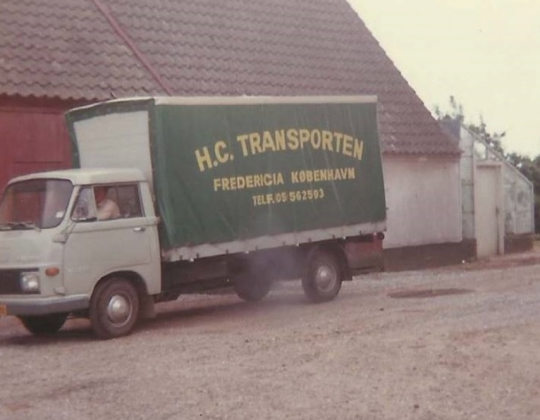 H.C. TRANSPORTEN
FREDERICIA KØBENHAVN
TELF. 05 562593